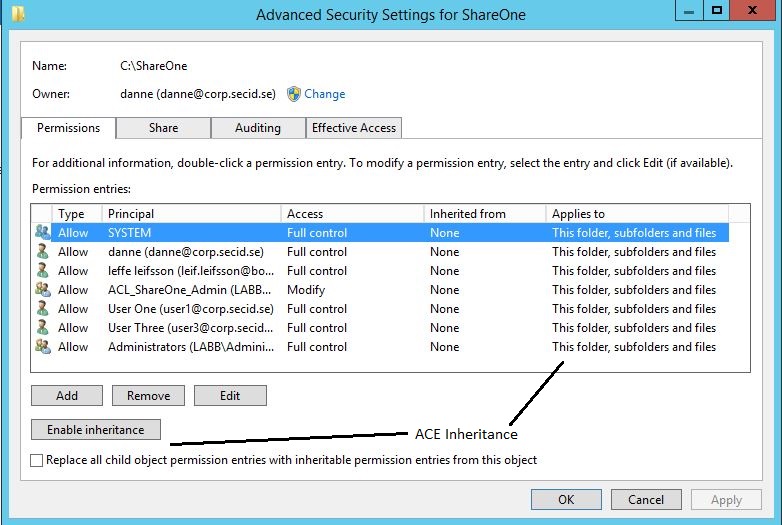 Advanced Security Settings for ShareOne
Name: C:\ShareOne
Owner: danne (danne@corp.secid.se) Change
Permissions Share Auditing Effective Access
For additional information, double-click a permission entry. To modify a permission entry, select the entry and click Edit (if available).
Permission entries:
Type Principal Access Inherited from Applies to
Allow SYSTEM Full control None This folder, subfolders and files
Allow danne (danne@corp.secid.se) Full control None This folder, subfolders and files
Allow leffe leifsson (leif.leifsson@bo... Full control None This folder, subfolders and files
Allow ACL_ShareOne_Admin (LABB... Modify None This folder, subfolders and files
Allow User One (user1@corp.secid.se) Full control None This folder, subfolders and files
Allow User Three (user3@corp.secid... Full control None This folder, subfolders and files
Allow Administrators (LABB\Admini... Full control None This folder, subfolders and files
Add Remove Edit
Enable inheritance ACE Inheritance
Replace all child object permission entries with inheritable permission entries from this object
OK Cancel Apply